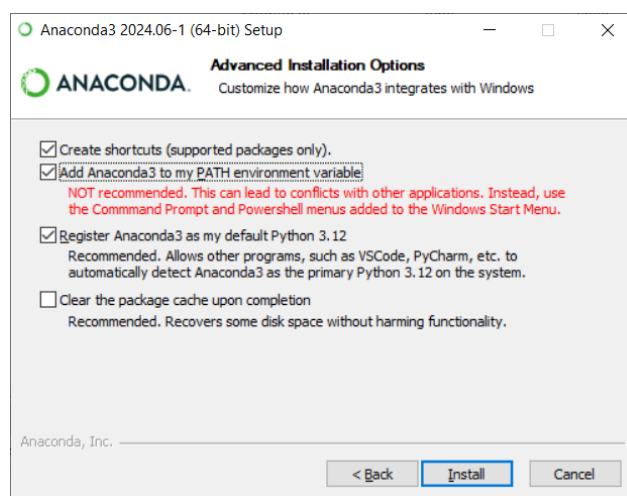 Anaconda3 2024.06-1 (64-bit) Setup
ANACONDA.
Advanced Installation Options
Customize how Anaconda3 integrates with Windows
Create shortcuts (supported packages only).
Add Anaconda3 to my PATH environment variable
NOT recommended. This can lead to conflicts with other applications. Instead, use
the Commmand Prompt and Powershell menus added to the Windows Start Menu.
Register Anaconda3 as my default Python 3.12
Recommended. Allows other programs, such as VSCode, PyCharm, etc. to
automatically detect Anaconda3 as the primary Python 3.12 on the system.
Clear the package cache upon completion
Recommended. Recovers some disk space without harming functionality.
Anaconda, Inc.
< Back Install Cancel